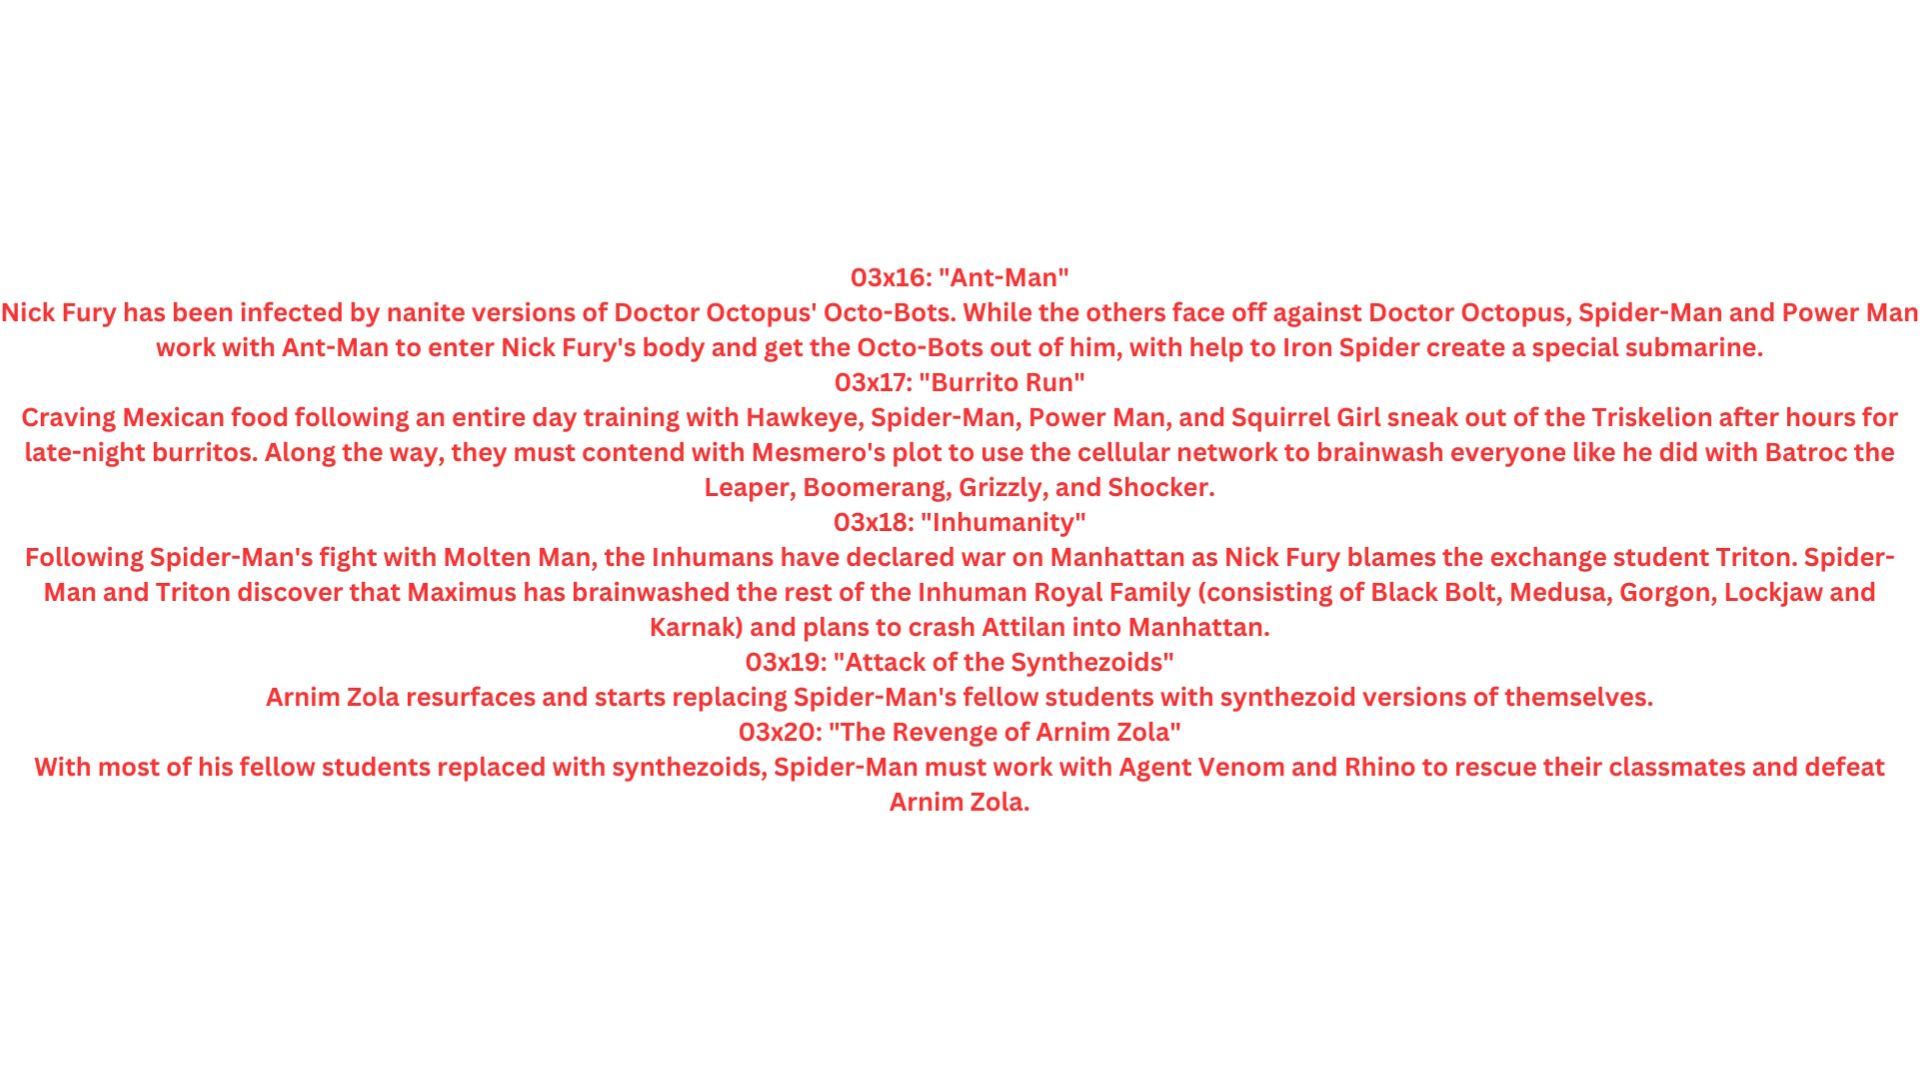 03x16: "Ant-Man"
Nick Fury has been infected by nanite versions of Doctor Octopus' Octo-Bots. While the others face off against Doctor Octopus, Spider-Man and Power Man
work with Ant-Man to enter Nick Fury's body and get the Octo-Bots out of him, with help to Iron Spider create a special submarine.
03x17: "Burrito Run"
Craving Mexican food following an entire day training with Hawkeye, Spider-Man, Power Man, and Squirrel Girl sneak out of the Triskelion after hours for
late-night burritos. Along the way, they must contend with Mesmero's plot to use the cellular network to brainwash everyone like he did with Batroc the
Leaper, Boomerang, Grizzly, and Shocker.
03x18: "Inhumanity"
Following Spider-Man's fight with Molten Man, the Inhumans have declared war on Manhattan as Nick Fury blames the exchange student Triton. Spider-
Man and Triton discover that Maximus has brainwashed the rest of the Inhuman Royal Family (consisting of Black Bolt, Medusa, Gorgon, Lockjaw and
Karnak) and plans to crash Attilan into Manhattan.
03x19: "Attack of the Synthezoids"
Arnim Zola resurfaces and starts replacing Spider-Man's fellow students with synthezoid versions of themselves.
03x20: "The Revenge of Arnim Zola"
With most of his fellow students replaced with synthezoids, Spider-Man must work with Agent Venom and Rhino to rescue their classmates and defeat
Arnim Zola.